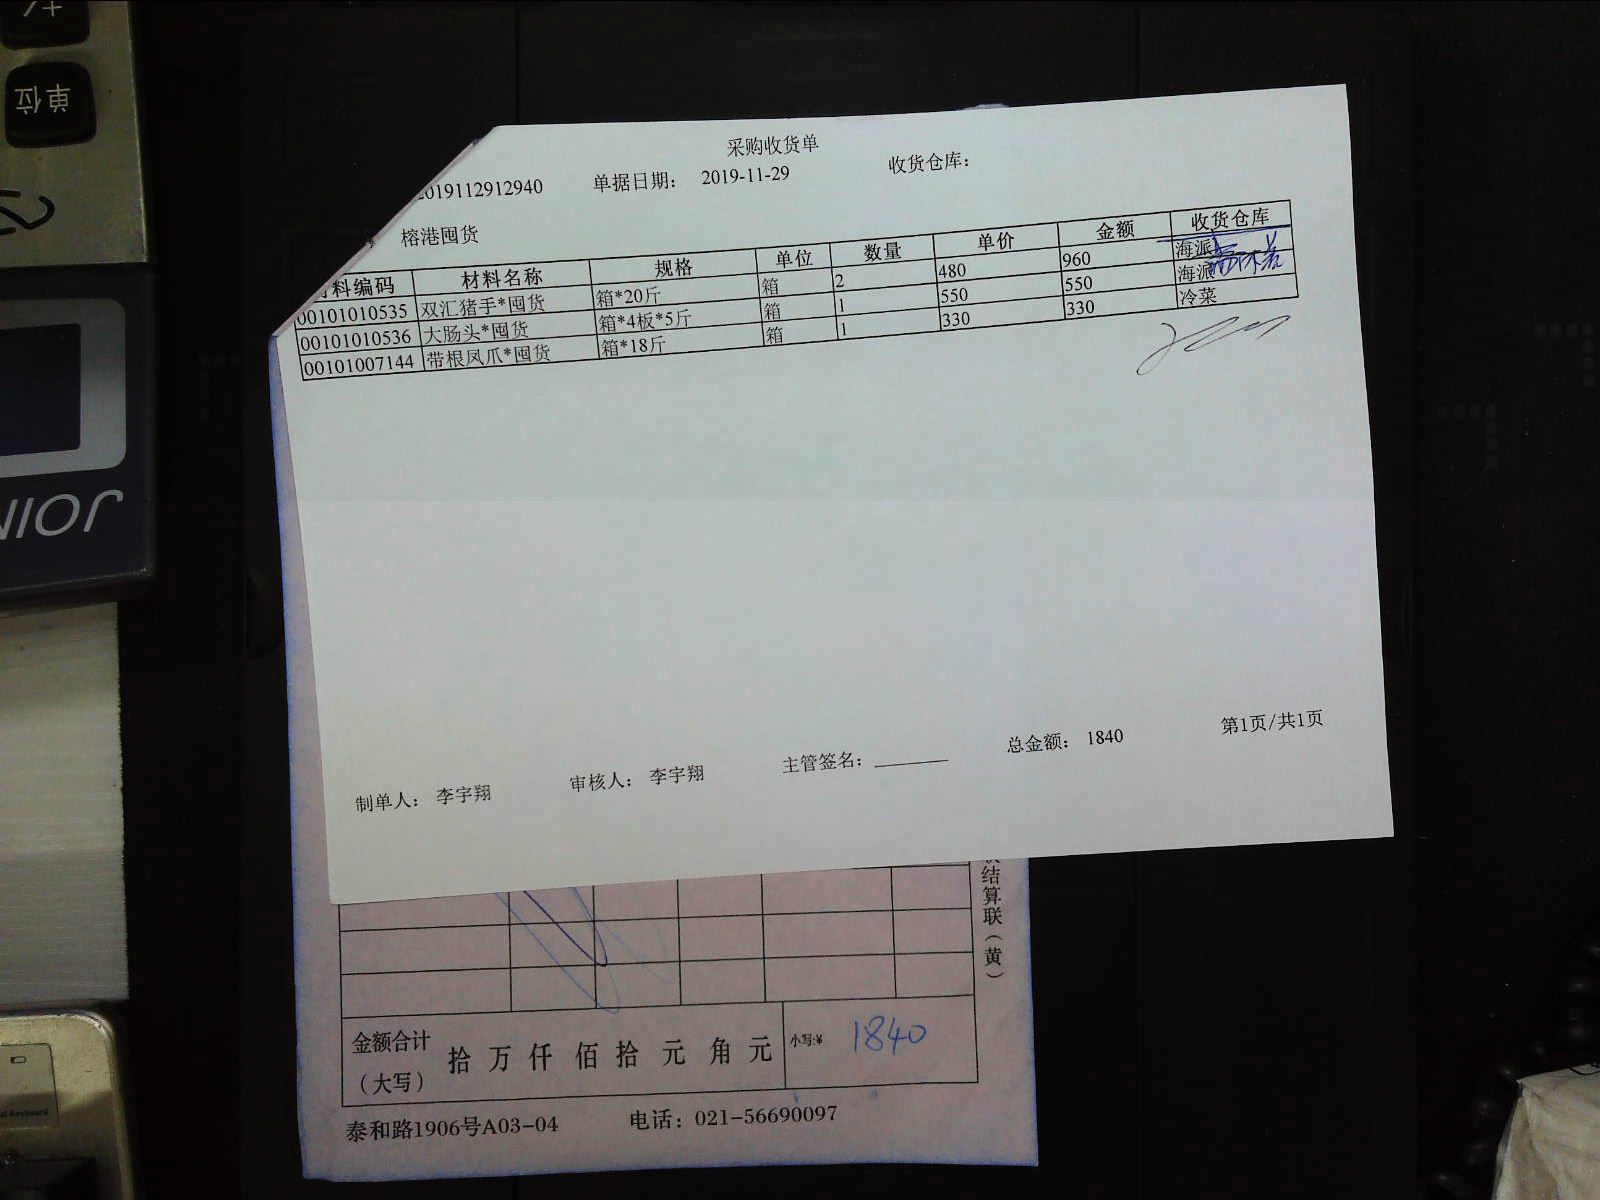 采购收货单
2019112912940 单据日期： 2019-11-29 收货仓库：
榕港囤货
料编码 材料名称 规格 单位 数量 单价 金额 收货仓库
00101010535 双汇猪手*囤货 箱*20斤 箱 2 480 960 海派
00101010536 大肠头*囤货 箱*4板*5斤 箱 1 550 550 海派
00101007144 带根凤爪*囤货 箱*18斤 箱 1 330 330 冷菜
制单人： 李宇翔 审核人： 李宇翔 主管签名： 总金额： 1840 第1页/共1页
结算联（黄）
金额合计（大写） 拾 万 仟 佰 拾 元 角 元 小写:¥ 1840
泰和路1906号A03-04 电话：021-56690097
单位
JOIN